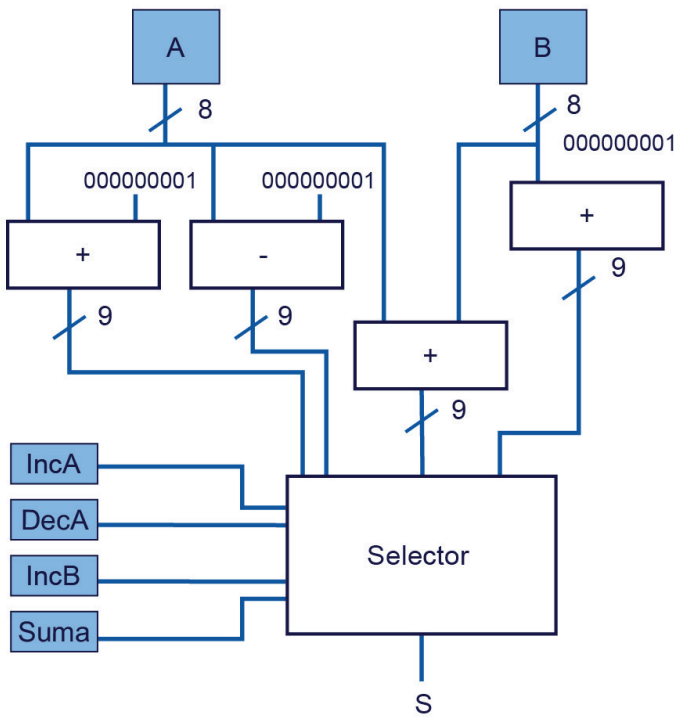 A
B
8
8
000000001
000000001
000000001
+
-
+
9
9
9
+
9
IncA
DecA
IncB
Suma
Selector
S